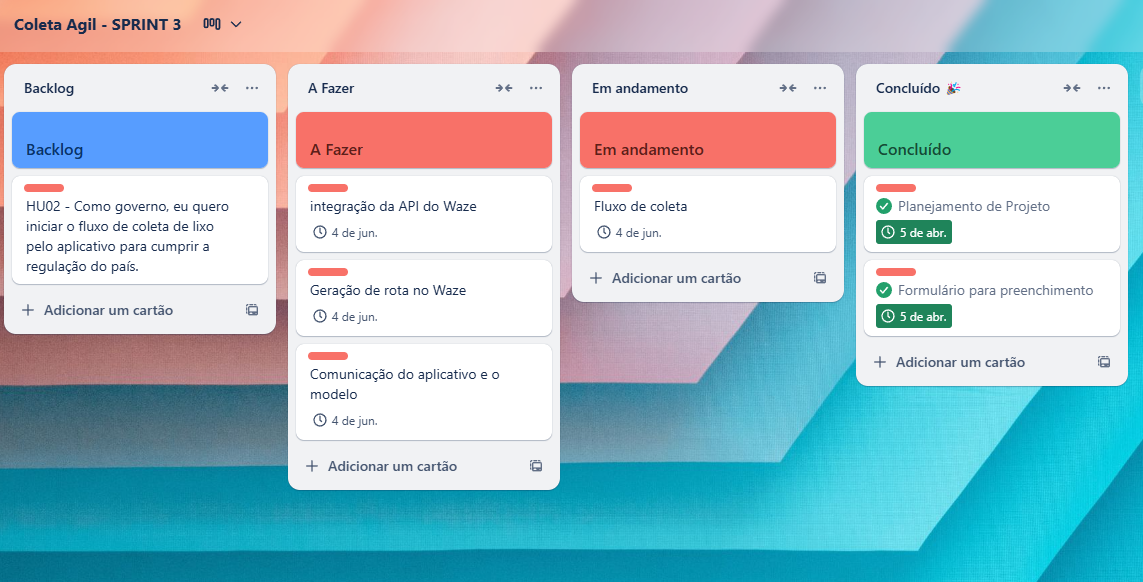 Coleta Agil - SPRINT 3
Backlog
Backlog
HU02 - Como governo, eu quero
iniciar o fluxo de coleta de lixo
pelo aplicativo para cumprir a
regulação do país.
Adicionar um cartão
A Fazer
A Fazer
integração da API do Waze
4 de jun.
Geração de rota no Waze
4 de jun.
Comunicação do aplicativo e o
modelo
4 de jun.
Adicionar um cartão
Em andamento
Em andamento
Fluxo de coleta
4 de jun.
Adicionar um cartão
Concluído 🎉
Concluído
Planejamento de Projeto
5 de abr.
Formulário para preenchimento
5 de abr.
Adicionar um cartão